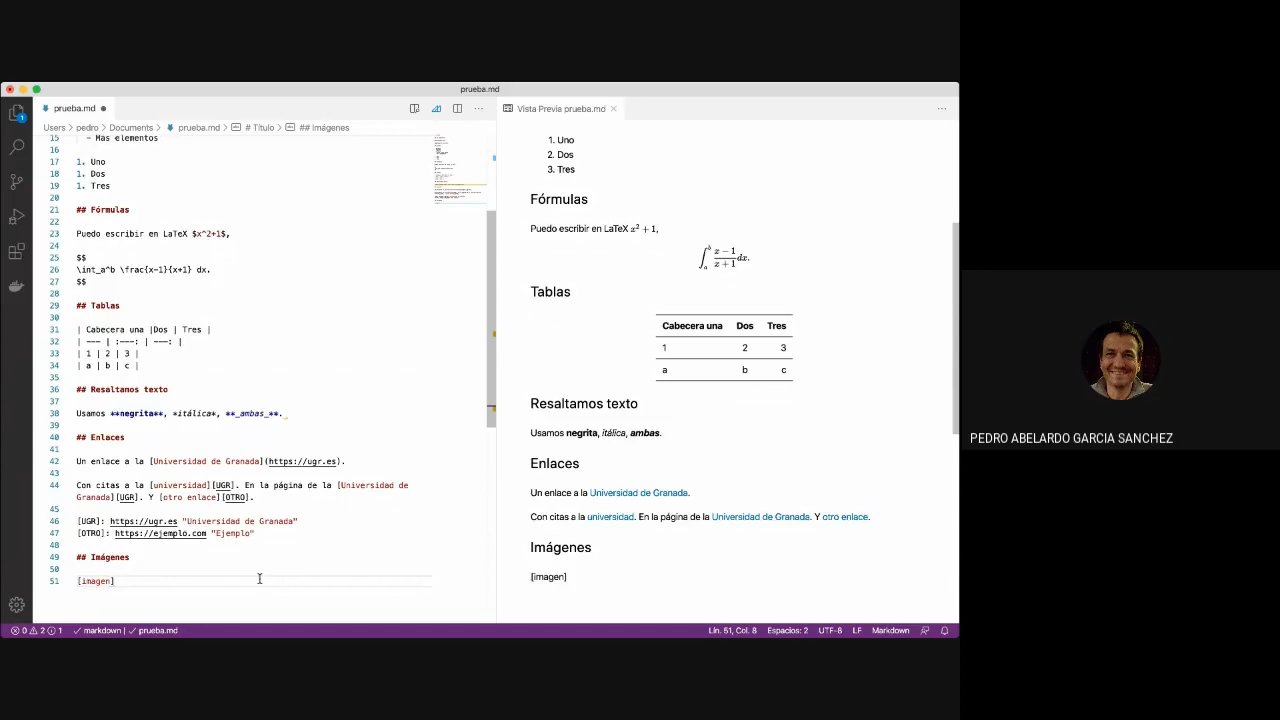 prueba.md
prueba.md
Vista Previa prueba.md
Users pedro Documents prueba.md # Título ## Imágenes
15 - Más elementos
16
17 1. Uno
18 1. Dos
19 1. Tres
20
21 ## Fórmulas
22
23 Puedo escribir en LaTeX $x^2+1$,
24
25 $$
26 \int_a^b \frac{x-1}{x+1} dx.
27 $$
28
29 ## Tablas
30
31 | Cabecera una |Dos | Tres |
32 | --- | :---: | ---: |
33 | 1 | 2 | 3 |
34 | a | b | c |
35
36 ## Resaltamos texto
37
38 Usamos **negrita**, *itálica*, **_ambas_**.
39
40 ## Enlaces
41
42 Un enlace a la [Universidad de Granada](https://ugr.es).
43
44 Con citas a la [universidad][UGR]. En la página de la [Universidad de
Granada][UGR]. Y [otro enlace][OTRO].
45
46 [UGR]: https://ugr.es "Universidad de Granada"
47 [OTRO]: https://ejemplo.com "Ejemplo"
48
49 ## Imágenes
50
51 [imagen]
1. Uno
2. Dos
3. Tres
Fórmulas
Puedo escribir en LaTeX x² + 1,
∫ₐᵇ (x − 1)/(x + 1) dx.
Tablas
Cabecera una Dos Tres
1 2 3
a b c
Resaltamos texto
Usamos negrita, itálica, ambas.
Enlaces
Un enlace a la Universidad de Granada.
Con citas a la universidad. En la página de la Universidad de Granada. Y otro enlace.
Imágenes
[imagen]
1
0 2 1 markdown | prueba.md
Lín. 51, Col. 8 Espacios: 2 UTF-8 LF Markdown
PEDRO ABELARDO GARCIA SANCHEZ